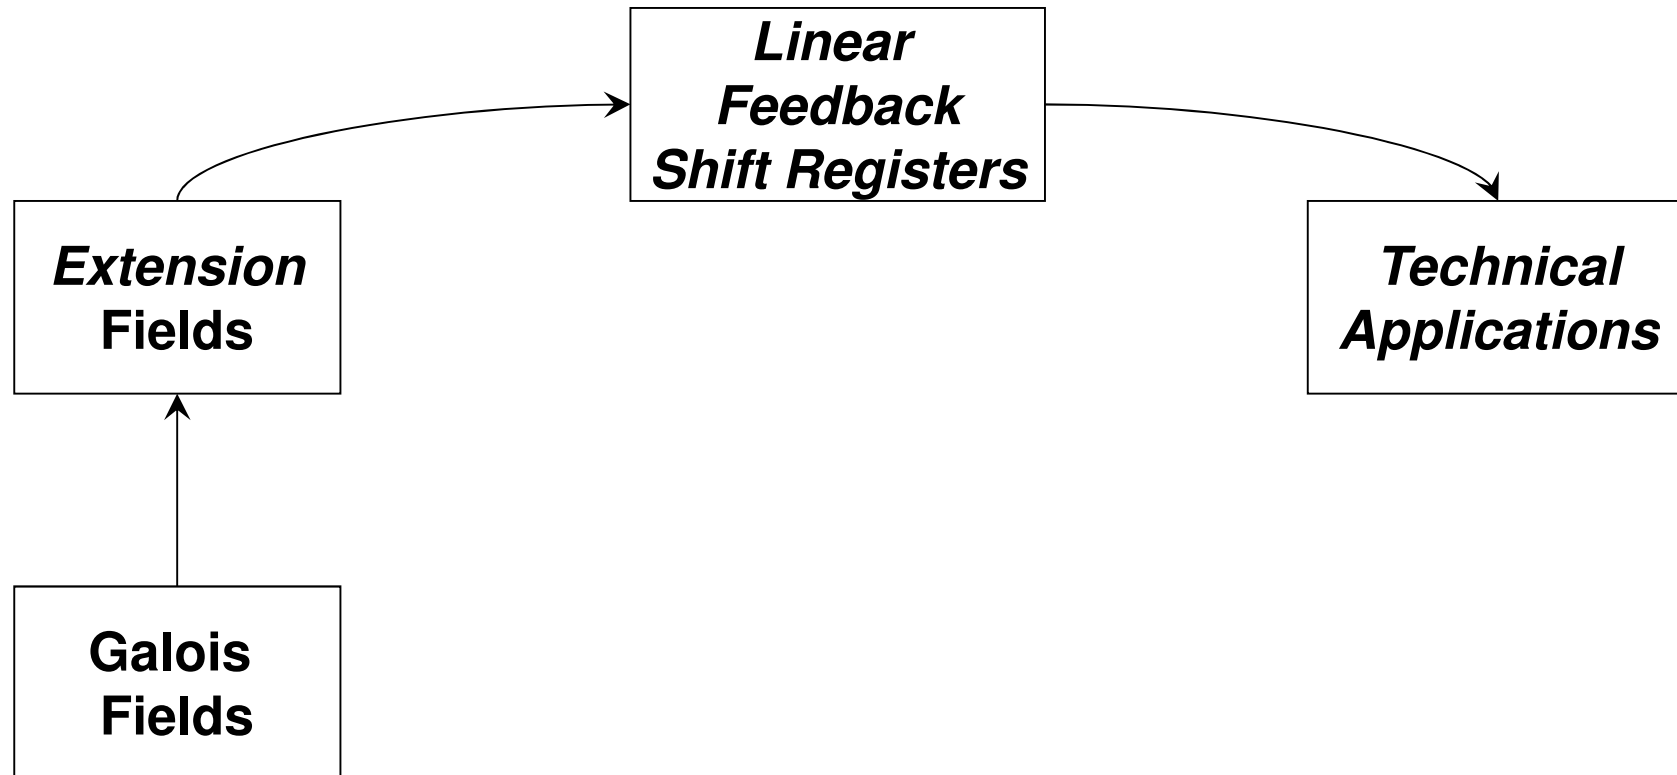 Linear
Feedback
Shift Registers
Extension
Fields
Technical
Applications
Galois
Fields